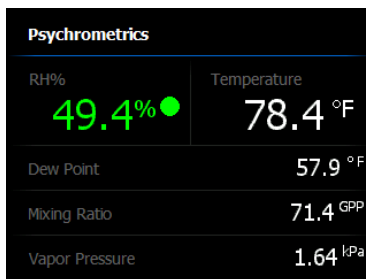 Psychrometrics
RH% Temperature
49.4% 78.4 °F
Dew Point 57.9 °F
Mixing Ratio 71.4 GPP
Vapor Pressure 1.64 kPa